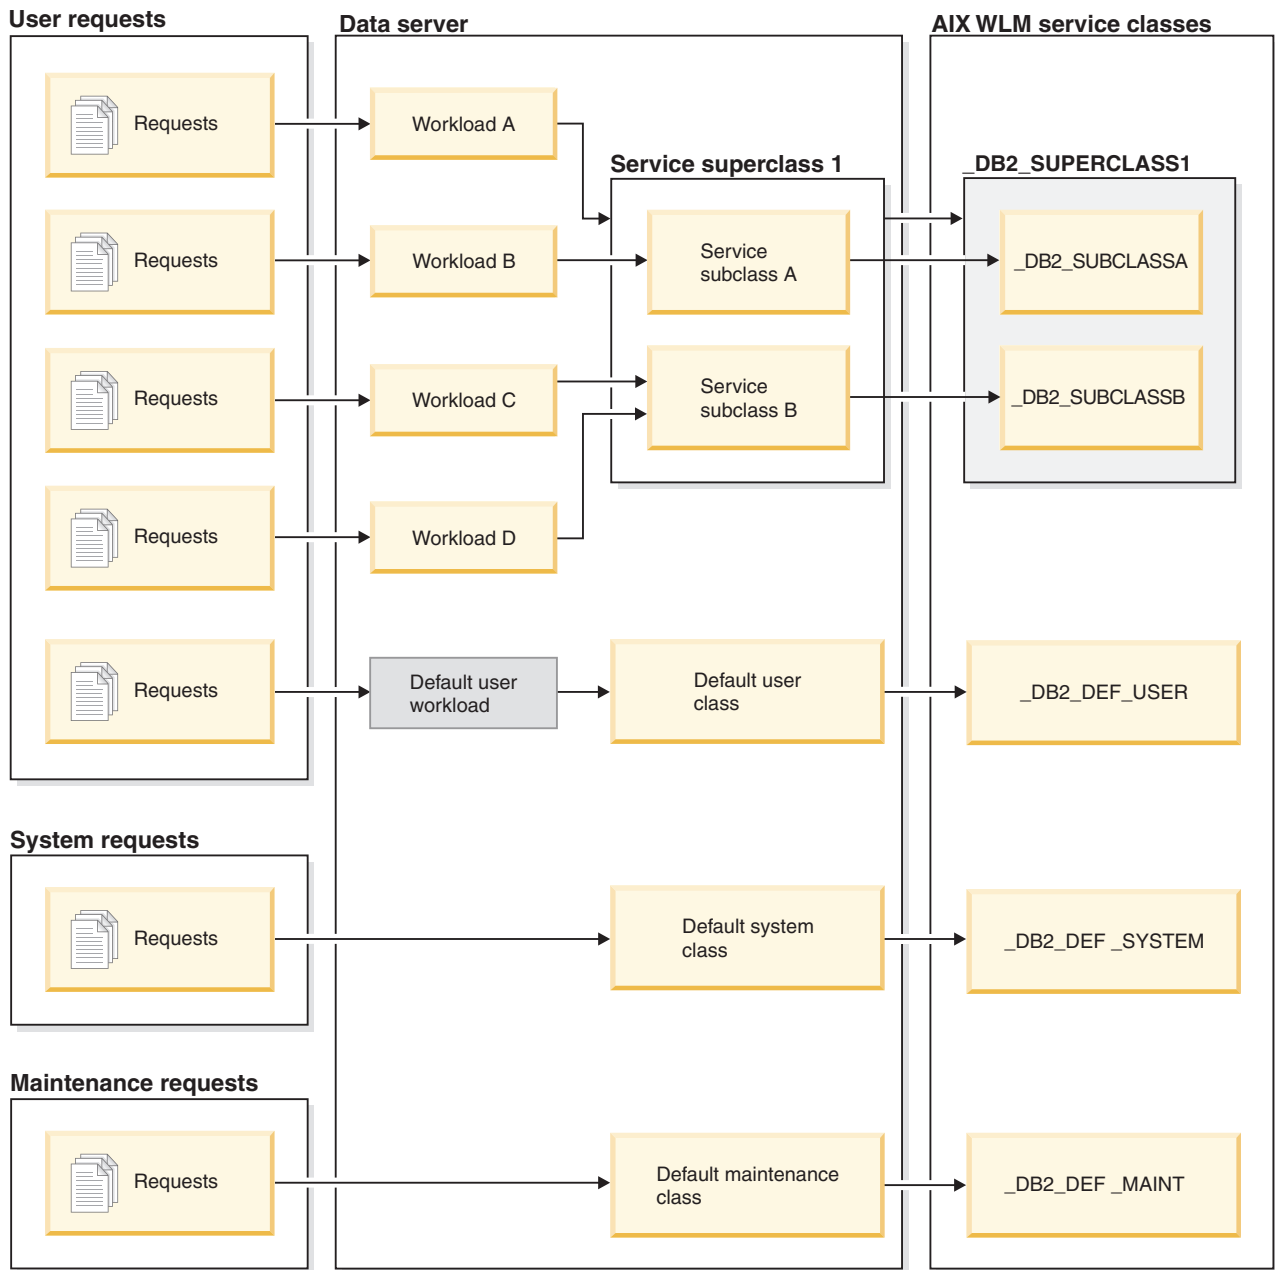 User requests
Data server
AIX WLM service classes
Requests
Workload A
Service superclass 1
_DB2_SUPERCLASS1
Requests
Workload B
Service
subclass A
_DB2_SUBCLASSA
Requests
Workload C
Service
subclass B
_DB2_SUBCLASSB
Requests
Workload D
Requests
Default user
workload
Default user
class
_DB2_DEF_USER
System requests
Requests
Default system
class
_DB2_DEF _SYSTEM
Maintenance requests
Requests
Default maintenance
class
_DB2_DEF _MAINT